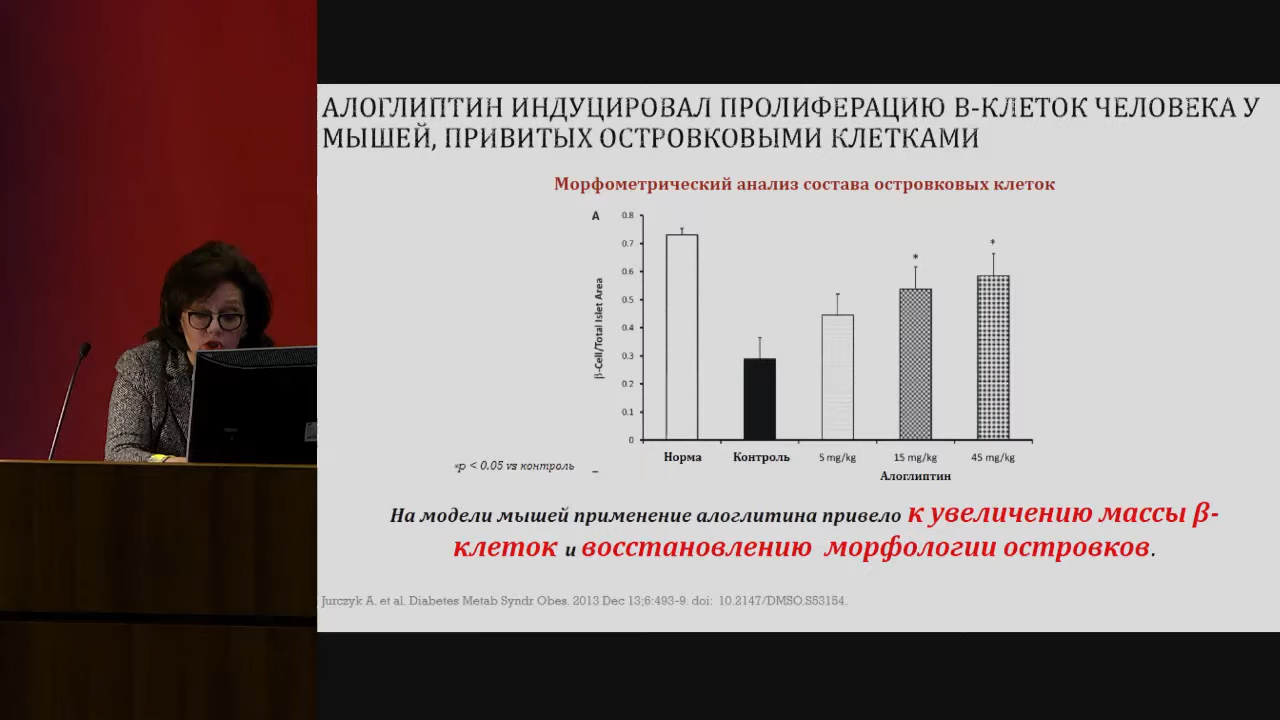 АЛОГЛИПТИН ИНДУЦИРОВАЛ ПРОЛИФЕРАЦИЮ В-КЛЕТОК ЧЕЛОВЕКА У
МЫШЕЙ, ПРИВИТЫХ ОСТРОВКОВЫМИ КЛЕТКАМИ
Морфометрический анализ состава островковых клеток
A
β-Cell/Total Islet Area
0.8
0.7
0.6
0.5
0.4
0.3
0.2
0.1
0
* *
Норма Контроль 5 mg/kg 15 mg/kg 45 mg/kg
Алоглиптин
*p < 0.05 vs контроль
На модели мышей применение алоглитина привело к увеличению массы β-
клеток и восстановлению морфологии островков.
Jurczyk A. et al. Diabetes Metab Syndr Obes. 2013 Dec 13;6:493-9. doi: 10.2147/DMSO.S53154.